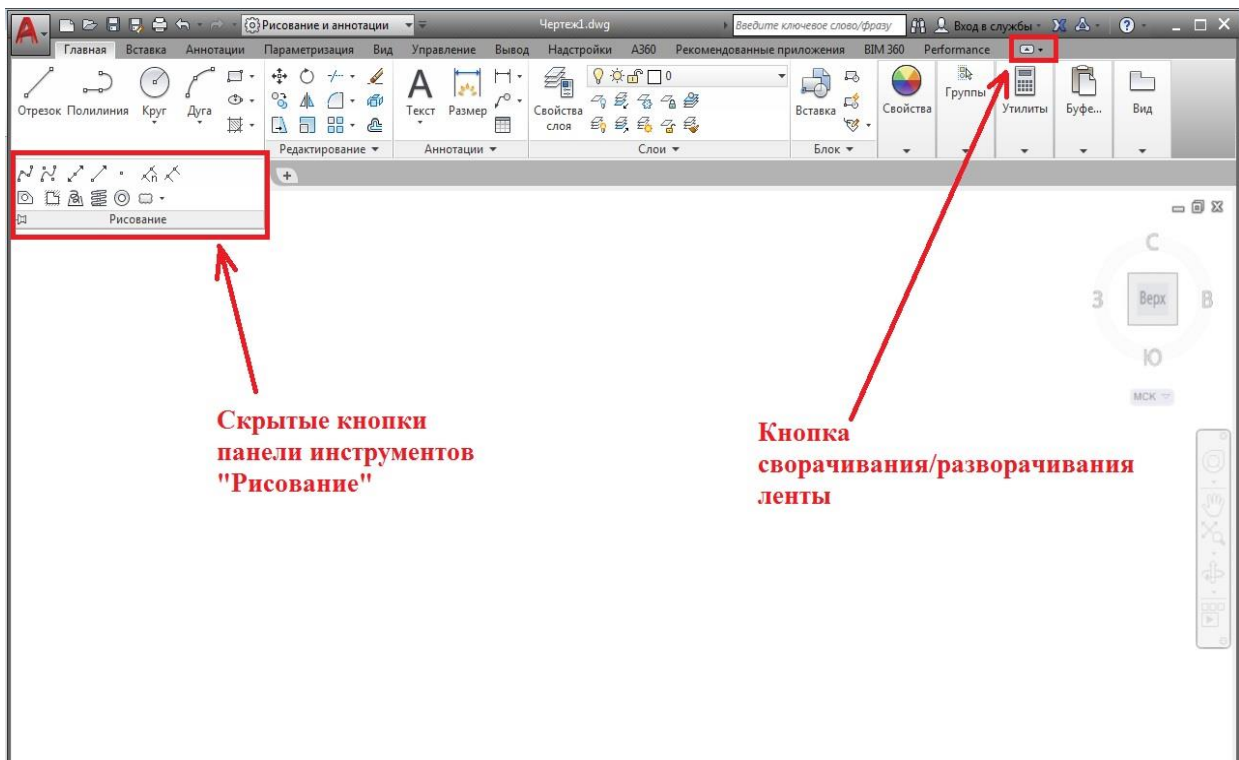 A
Рисование и аннотации
Чертеж1.dwg
Введите ключевое слово/фразу
Вход в службы
?
Главная Вставка Аннотации Параметризация Вид Управление Вывод Надстройки A360 Рекомендованные приложения BIM 360 Performance
0
Отрезок Полилиния Круг Дуга
A
Текст Размер
Свойства
слоя
Вставка
Свойства
Группы
Утилиты
Буфе...
Вид
Редактирование
Аннотации
Слои
Блок
Рисование
С
З
Верх
В
Ю
МСК
Скрытые кнопки
панели инструментов
"Рисование"
Кнопка
сворачивания/разворачивания
ленты